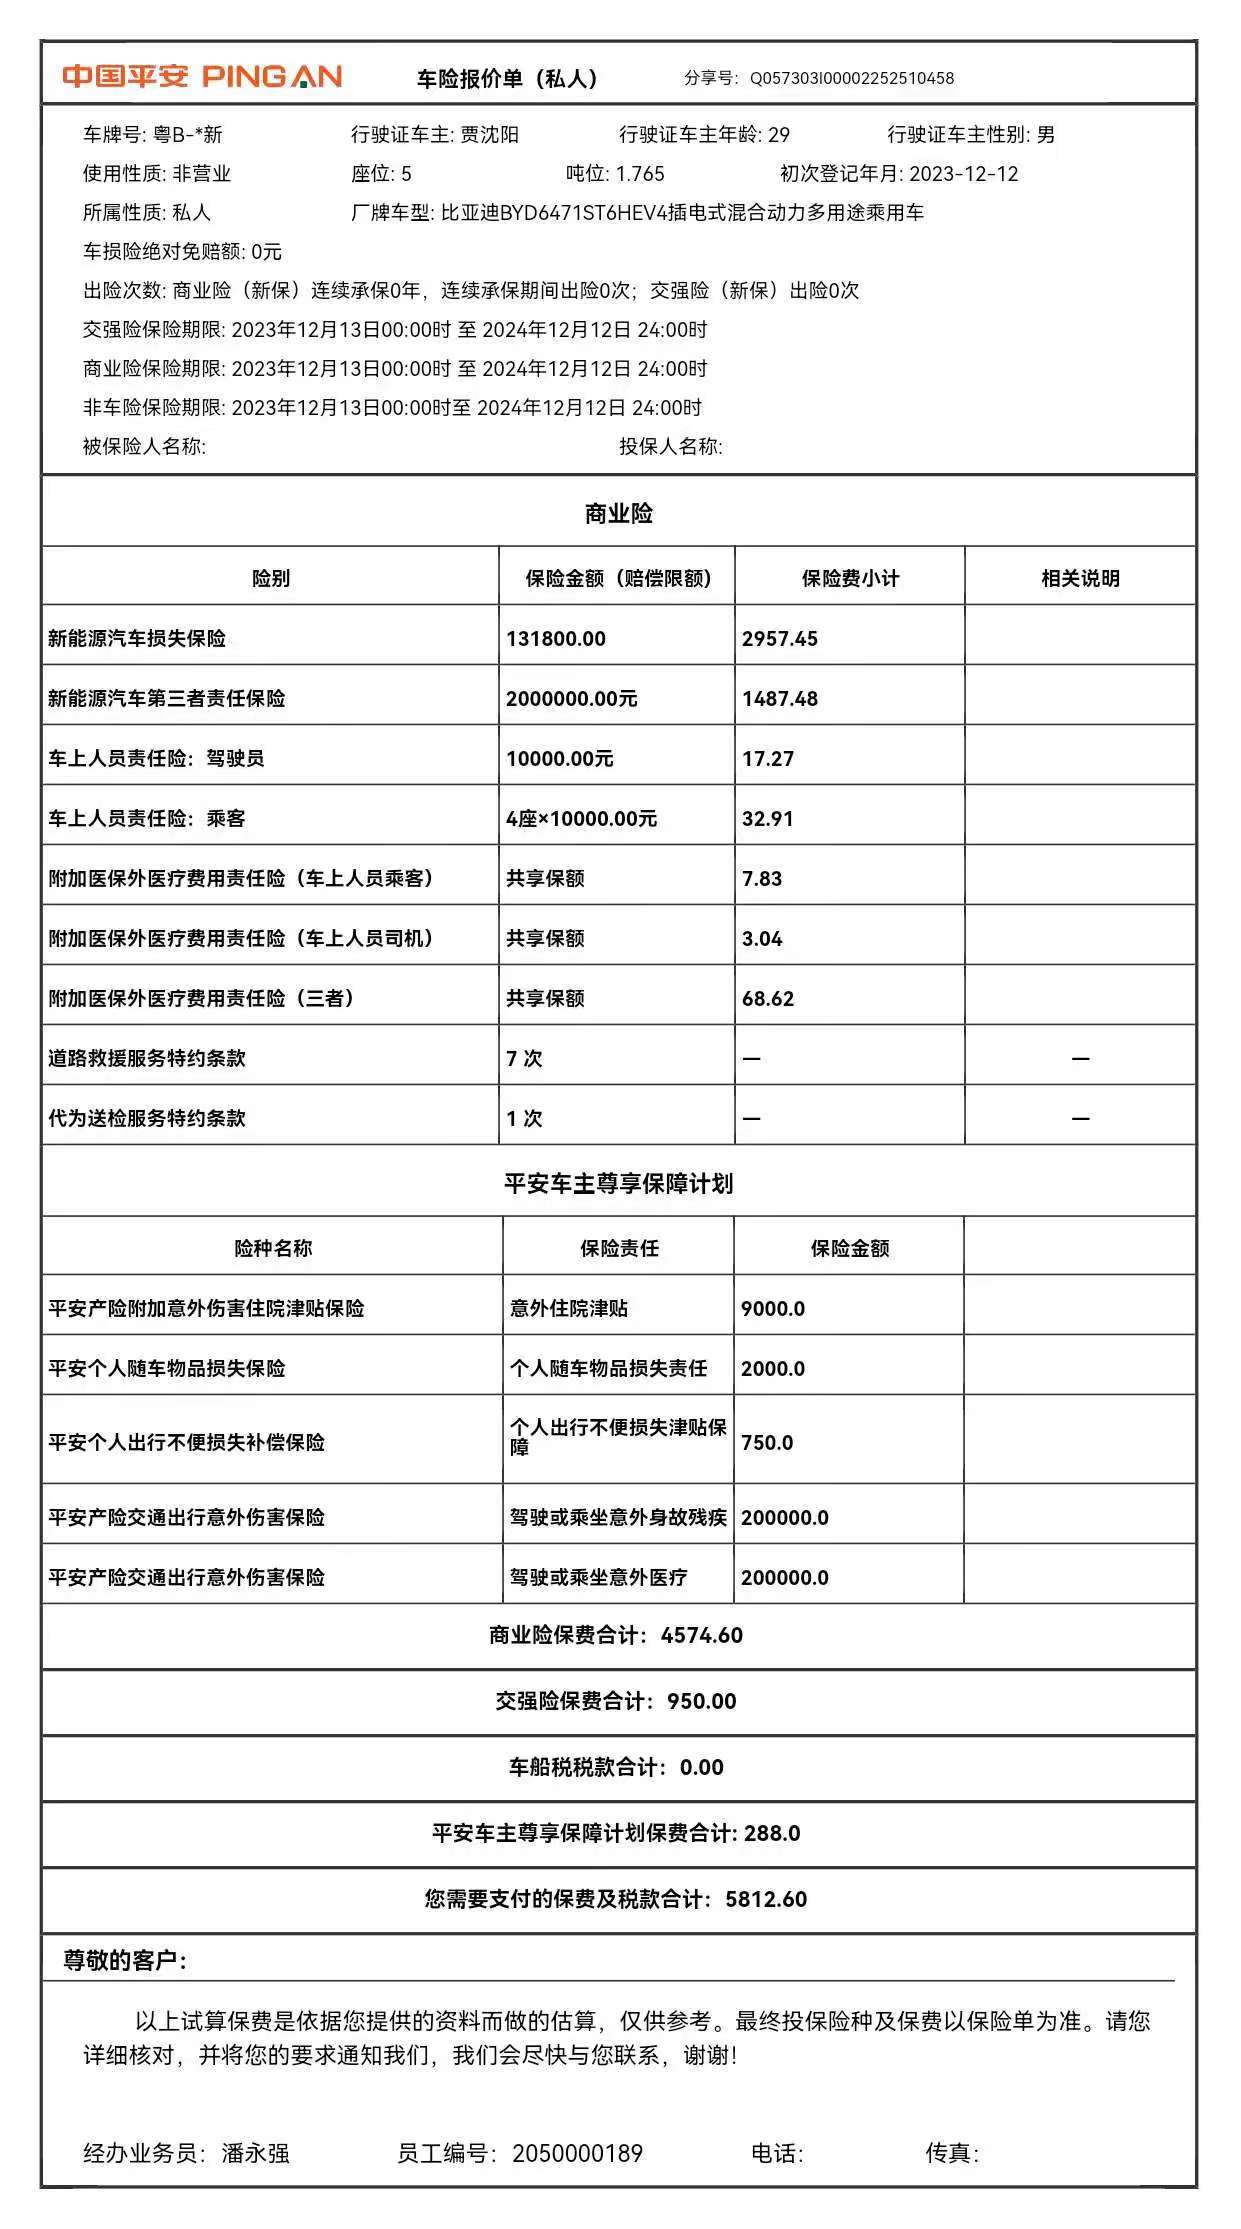 中国平安 PINGAN 车险报价单（私人） 分享号：Q057303I00002252510458
车牌号: 粤B-*新 行驶证车主: 贾沈阳 行驶证车主年龄: 29 行驶证车主性别: 男
使用性质: 非营业 座位: 5 吨位: 1.765 初次登记年月: 2023-12-12
所属性质: 私人 厂牌车型: 比亚迪BYD6471ST6HEV4插电式混合动力多用途乘用车
车损险绝对免赔额: 0元
出险次数: 商业险（新保）连续承保0年，连续承保期间出险0次；交强险（新保）出险0次
交强险保险期限: 2023年12月13日00:00时 至 2024年12月12日 24:00时
商业险保险期限: 2023年12月13日00:00时 至 2024年12月12日 24:00时
非车险保险期限: 2023年12月13日00:00时至 2024年12月12日 24:00时
被保险人名称: 投保人名称:
商业险
险别 保险金额（赔偿限额） 保险费小计 相关说明
新能源汽车损失保险 131800.00 2957.45
新能源汽车第三者责任保险 2000000.00元 1487.48
车上人员责任险：驾驶员 10000.00元 17.27
车上人员责任险：乘客 4座×10000.00元 32.91
附加医保外医疗费用责任险（车上人员乘客） 共享保额 7.83
附加医保外医疗费用责任险（车上人员司机） 共享保额 3.04
附加医保外医疗费用责任险（三者） 共享保额 68.62
道路救援服务特约条款 7 次 — —
代为送检服务特约条款 1 次 — —
平安车主尊享保障计划
险种名称 保险责任 保险金额
平安产险附加意外伤害住院津贴保险 意外住院津贴 9000.0
平安个人随车物品损失保险 个人随车物品损失责任 2000.0
平安个人出行不便损失补偿保险 个人出行不便损失津贴保
障 750.0
平安产险交通出行意外伤害保险 驾驶或乘坐意外身故残疾 200000.0
平安产险交通出行意外伤害保险 驾驶或乘坐意外医疗 200000.0
商业险保费合计：4574.60
交强险保费合计：950.00
车船税税款合计：0.00
平安车主尊享保障计划保费合计: 288.0
您需要支付的保费及税款合计：5812.60
尊敬的客户：
以上试算保费是依据您提供的资料而做的估算，仅供参考。最终投保险种及保费以保险单为准。请您
详细核对，并将您的要求通知我们，我们会尽快与您联系，谢谢！
经办业务员：潘永强 员工编号：2050000189 电话： 传真：